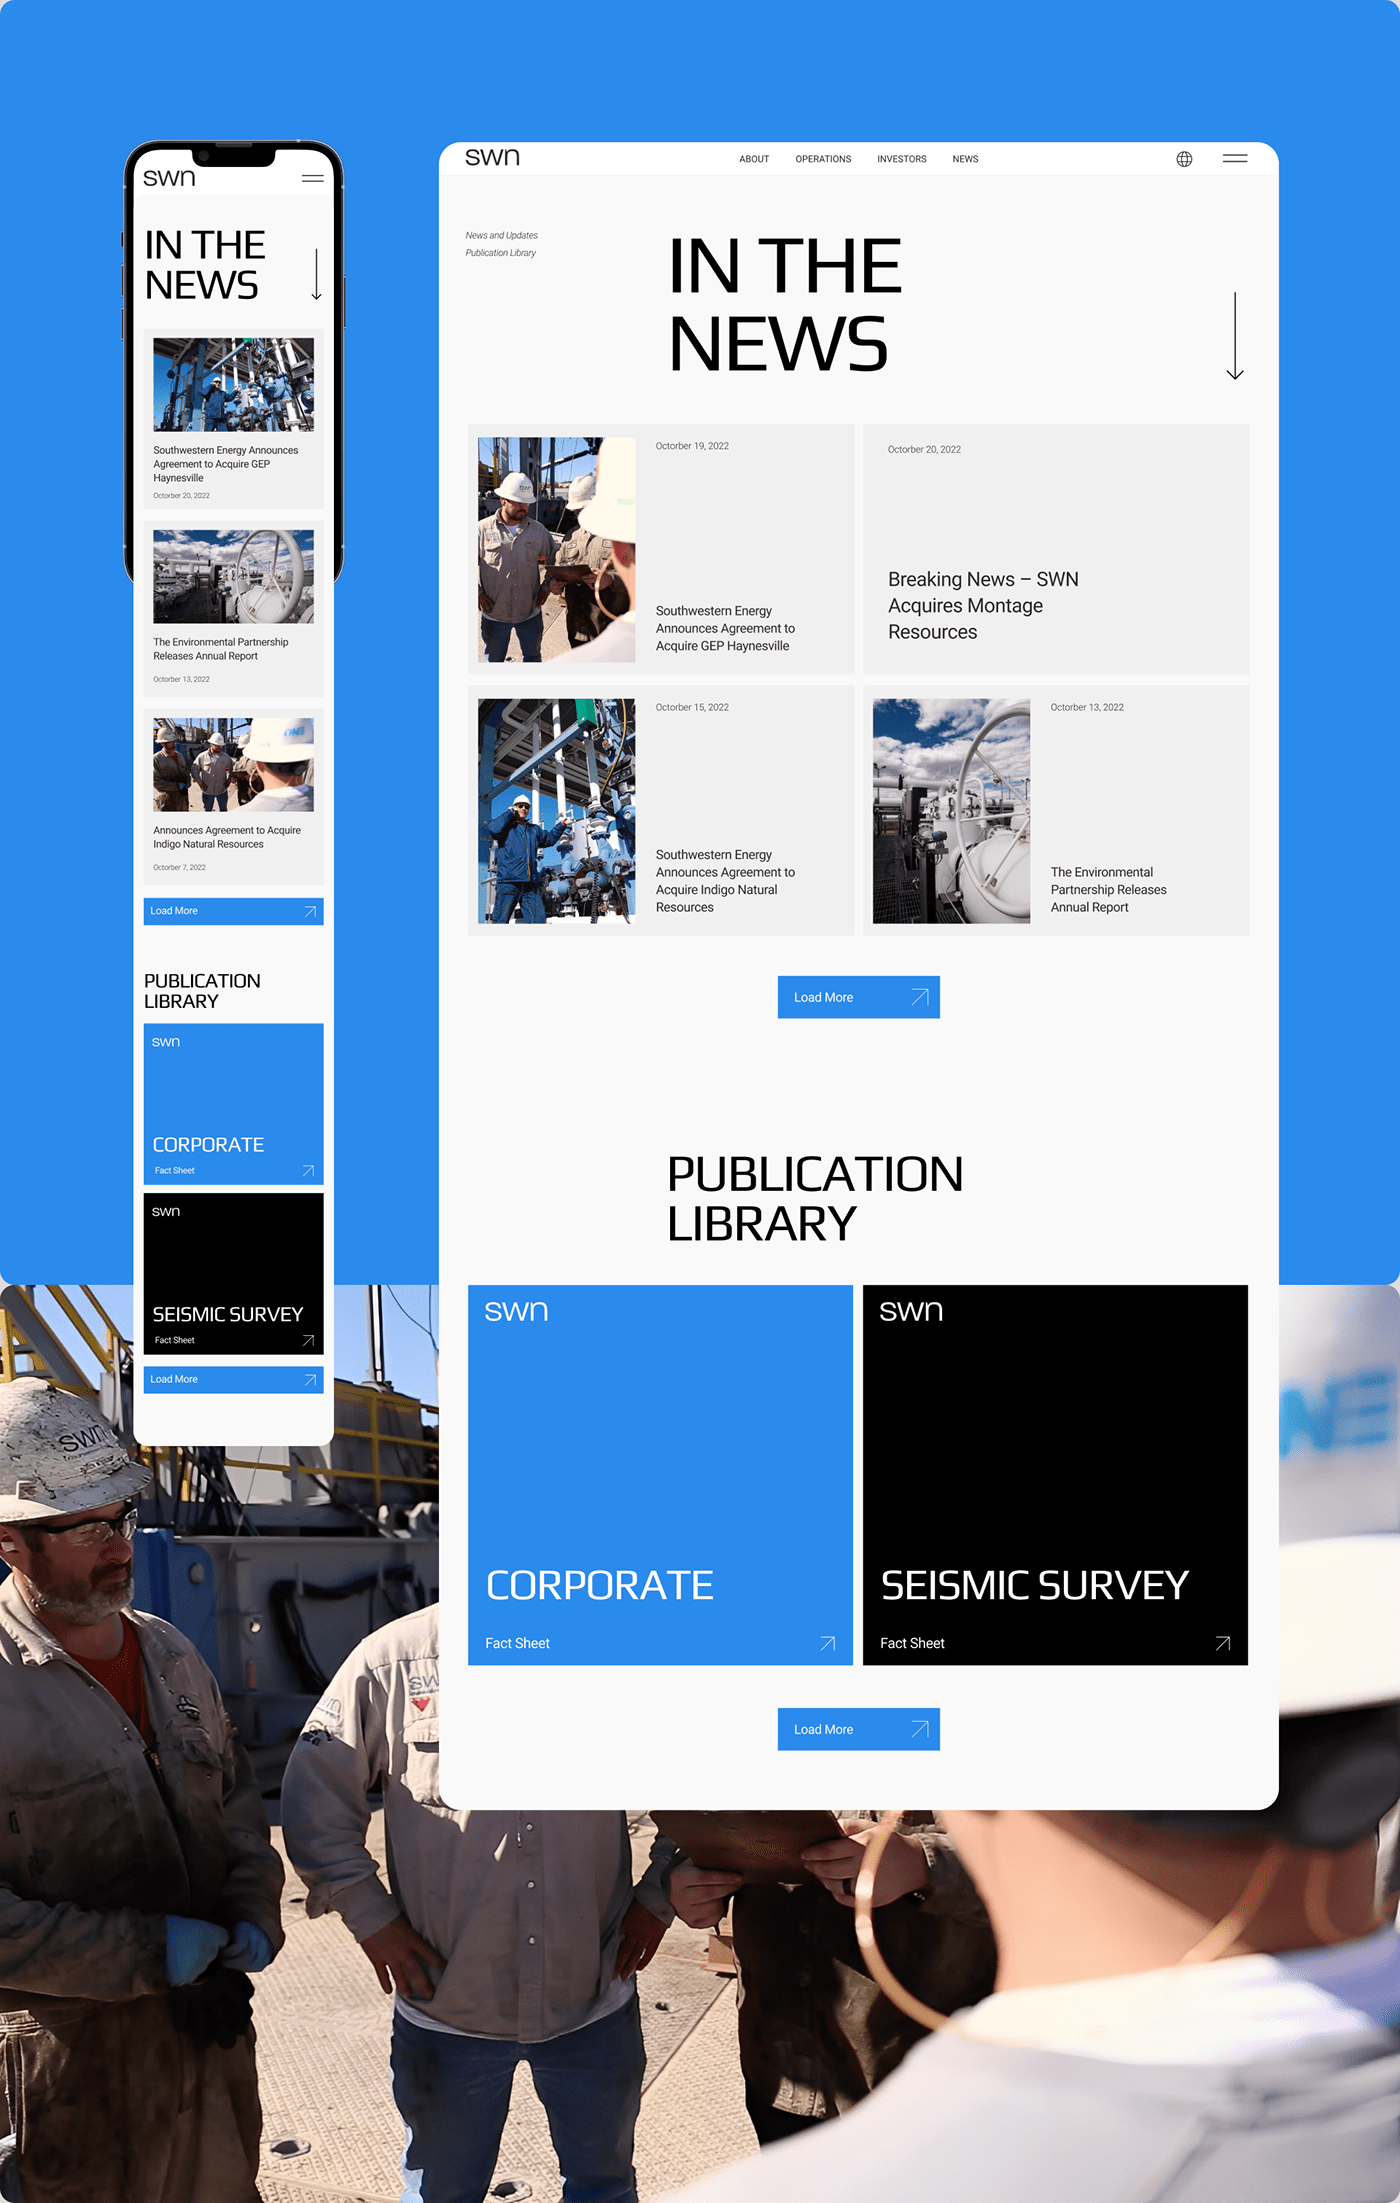 swn
IN THE
NEWS
Southwestern Energy Announces
Agreement to Acquire GEP
Haynesville
Octorber 20, 2022
The Environmental Partnership
Releases Annual Report
Octorber 13, 2022
Announces Agreement to Acquire
Indigo Natural Resources
Octorber 7, 2022
Load More
PUBLICATION
LIBRARY
swn
CORPORATE
Fact Sheet
swn
SEISMIC SURVEY
Fact Sheet
Load More
swn
ABOUT OPERATIONS INVESTORS NEWS
News and Updates
Publication Library
IN THE
NEWS
Octorber 19, 2022
Southwestern Energy
Announces Agreement to
Acquire GEP Haynesville
Octorber 20, 2022
Breaking News – SWN
Acquires Montage
Resources
Octorber 15, 2022
Southwestern Energy
Announces Agreement to
Acquire Indigo Natural
Resources
Octorber 13, 2022
The Environmental
Partnership Releases
Annual Report
Load More
PUBLICATION
LIBRARY
swn
CORPORATE
Fact Sheet
swn
SEISMIC SURVEY
Fact Sheet
Load More
swn
swn